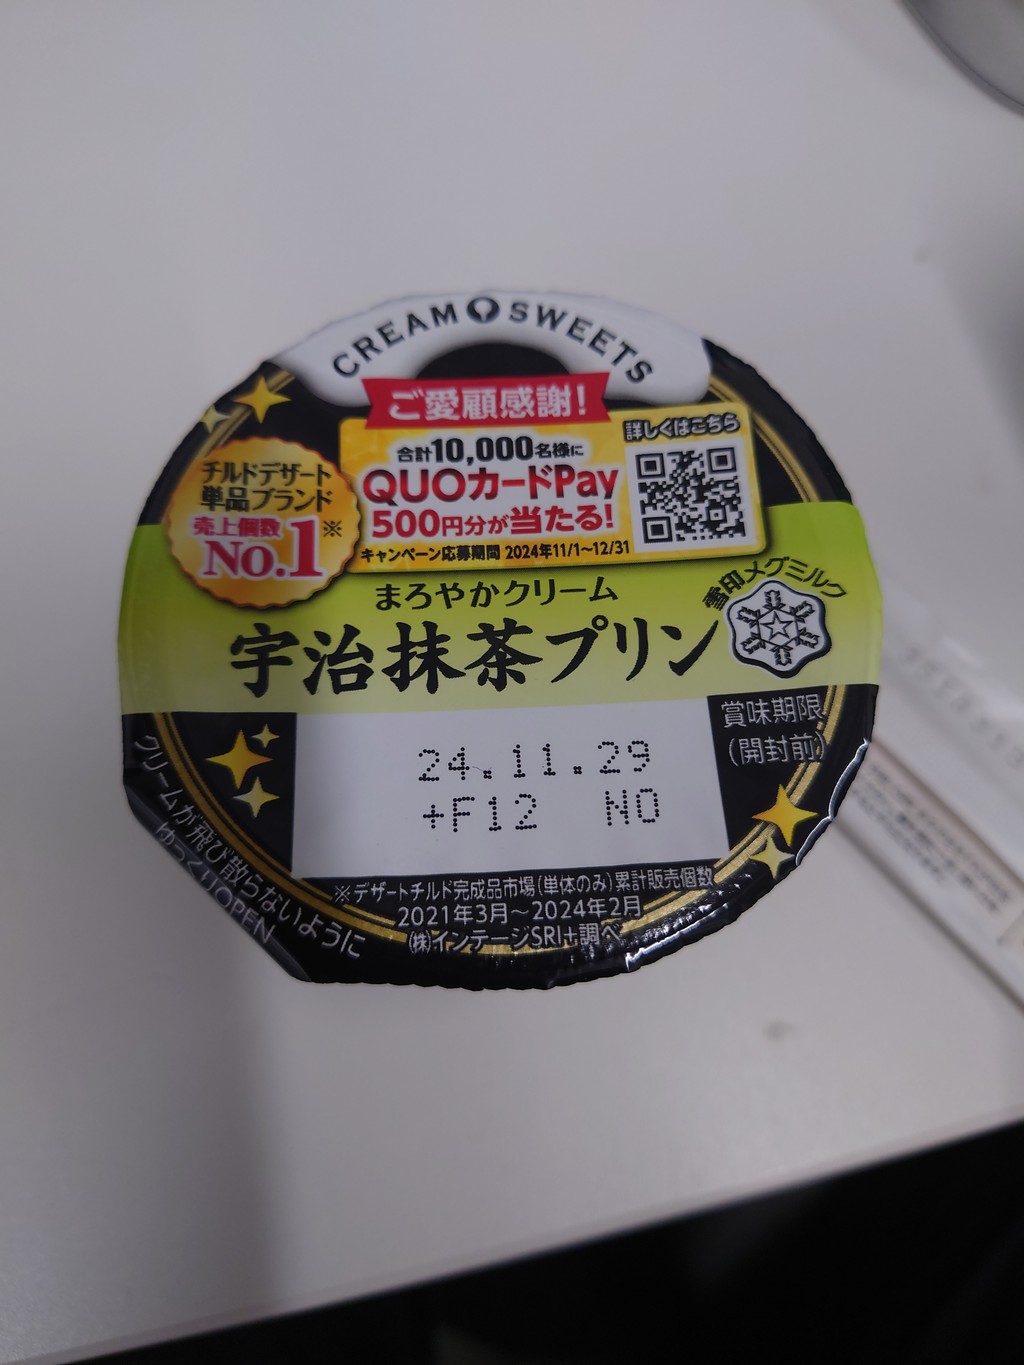 CREAM SWEETS
ご愛顧感謝!
合計10,000名様に
QUOカードPay
500円分が当たる!
キャンペーン応募期間 2024年11/1~12/31
詳しくはこちら
チルドデザート
単品ブランド
売上個数
No.1※
まろやかクリーム
宇治抹茶プリン
雪印メグミルク
賞味期限
(開封前)
24.11.29
+F12 NO
※デザートチルド完成品市場(単体のみ)累計販売個数
2021年3月~2024年2月
(株)インテージSRI+調べ
クリームが飛び散らないように
ゆっくりOPEN